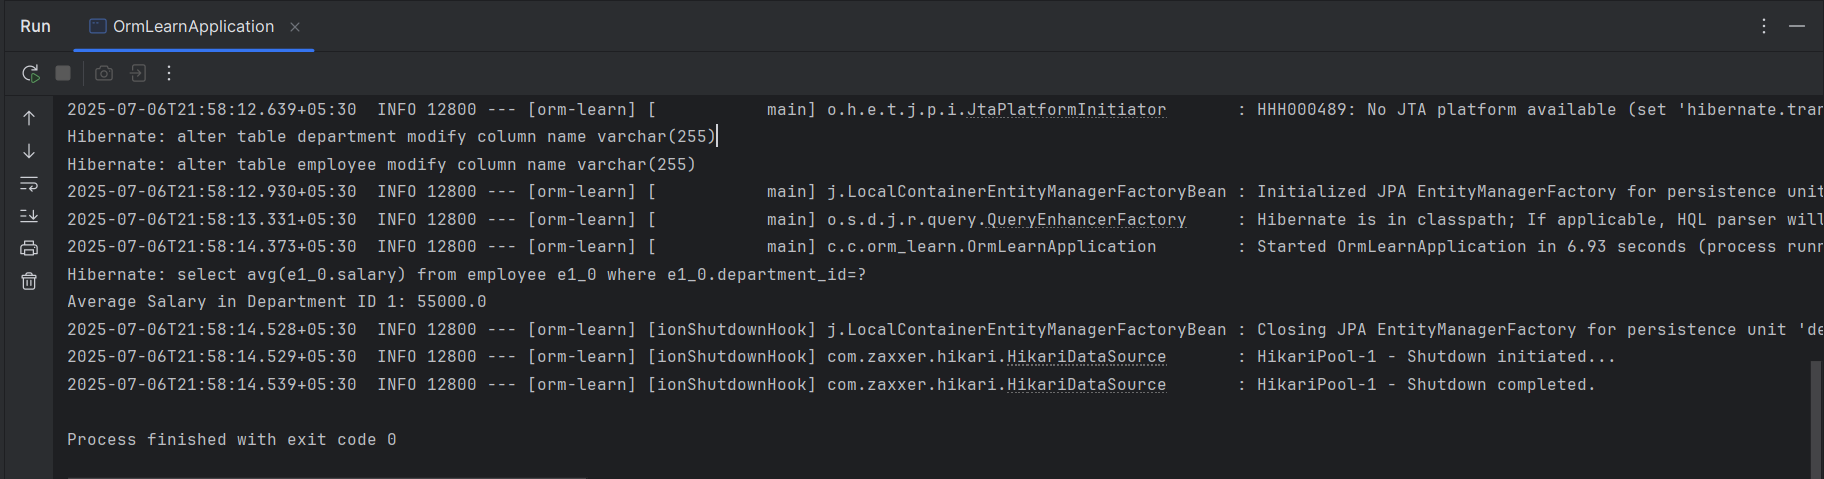 Run OrmLearnApplication
2025-07-06T21:58:12.639+05:30  INFO 12800 --- [orm-learn] [           main] o.h.e.t.j.p.i.JtaPlatformInitiator       : HHH000489: No JTA platform available (set 'hibernate.tran
Hibernate: alter table department modify column name varchar(255)
Hibernate: alter table employee modify column name varchar(255)
2025-07-06T21:58:12.930+05:30  INFO 12800 --- [orm-learn] [           main] j.LocalContainerEntityManagerFactoryBean : Initialized JPA EntityManagerFactory for persistence unit
2025-07-06T21:58:13.331+05:30  INFO 12800 --- [orm-learn] [           main] o.s.d.j.r.query.QueryEnhancerFactory     : Hibernate is in classpath; If applicable, HQL parser will
2025-07-06T21:58:14.373+05:30  INFO 12800 --- [orm-learn] [           main] c.c.orm_learn.OrmLearnApplication        : Started OrmLearnApplication in 6.93 seconds (process runn
Hibernate: select avg(e1_0.salary) from employee e1_0 where e1_0.department_id=?
Average Salary in Department ID 1: 55000.0
2025-07-06T21:58:14.528+05:30  INFO 12800 --- [orm-learn] [ionShutdownHook] j.LocalContainerEntityManagerFactoryBean : Closing JPA EntityManagerFactory for persistence unit 'de
2025-07-06T21:58:14.529+05:30  INFO 12800 --- [orm-learn] [ionShutdownHook] com.zaxxer.hikari.HikariDataSource       : HikariPool-1 - Shutdown initiated...
2025-07-06T21:58:14.539+05:30  INFO 12800 --- [orm-learn] [ionShutdownHook] com.zaxxer.hikari.HikariDataSource       : HikariPool-1 - Shutdown completed.
Process finished with exit code 0